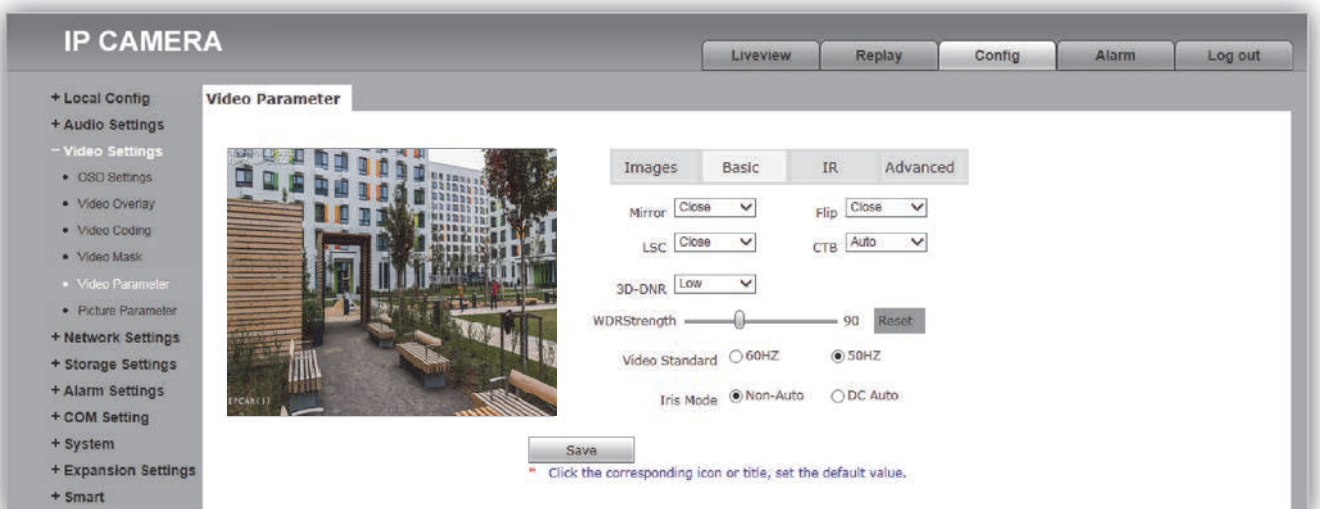 IP CAMERA
Liveview Replay Config Alarm Log out
+ Local Config
+ Audio Settings
− Video Settings
• OSD Settings
• Video Overlay
• Video Coding
• Video Mask
• Video Parameter
• Picture Parameter
+ Network Settings
+ Storage Settings
+ Alarm Settings
+ COM Setting
+ System
+ Expansion Settings
+ Smart
Video Parameter
IPCAM(1)
Images Basic IR Advanced
Mirror Close Flip Close
LSC Close CTB Auto
3D-DNR Low
WDRStrength 90 Reset
Video Standard 60HZ 50HZ
Iris Mode Non-Auto DC Auto
Save
* Click the corresponding icon or title, set the default value.